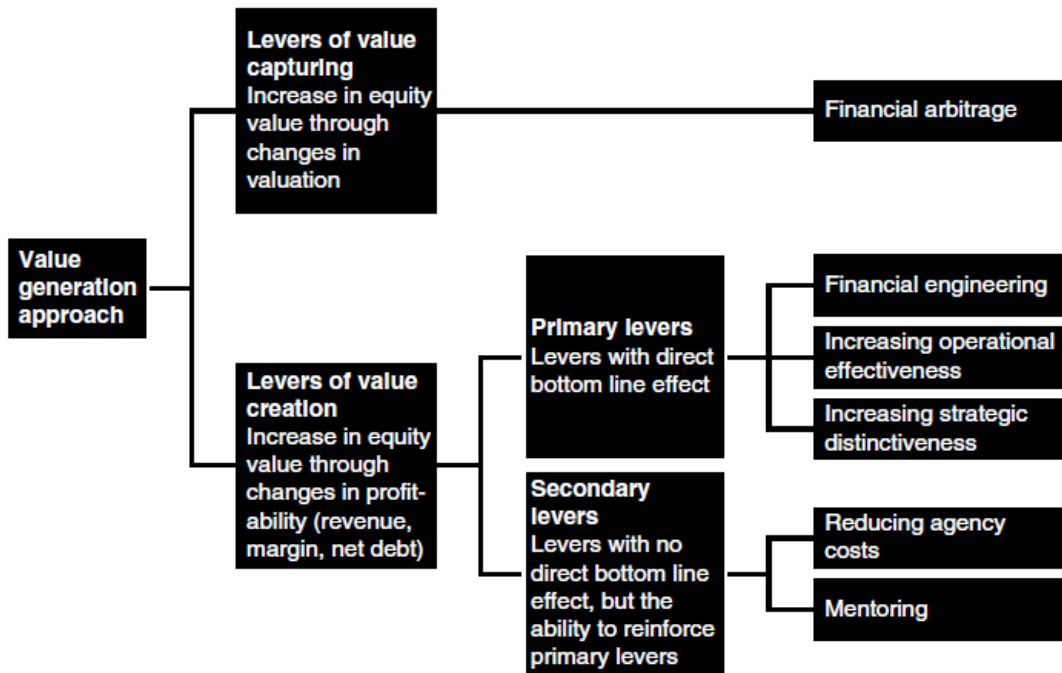 Levers of value
capturing
Increase in equity
value through
changes in
valuation
Financial arbitrage
Value
generation
approach
Levers of value
creation
Increase in equity
value through
changes in profit-
ability (revenue,
margin, net debt)
Primary levers
Levers with direct
bottom line effect
Financial engineering
Increasing operational
effectiveness
Increasing strategic
distinctiveness
Secondary
levers
Levers with no
direct bottom line
effect, but the
ability to reinforce
primary levers
Reducing agency
costs
Mentoring